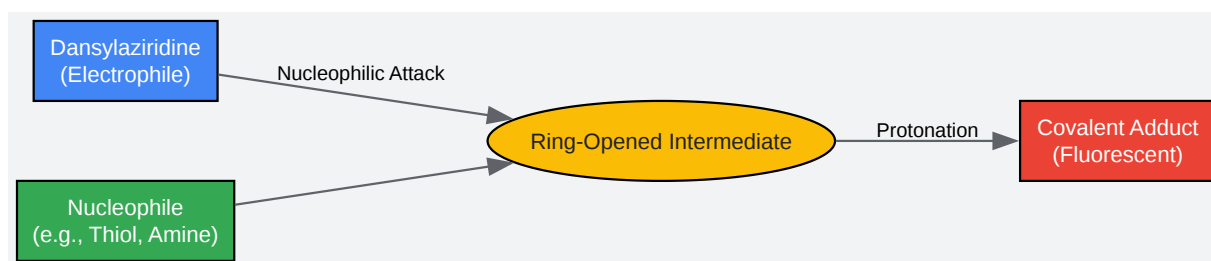 Dansylaziridine
(Electrophile)
Nucleophilic Attack
Nucleophile
(e.g., Thiol, Amine)
Ring-Opened Intermediate
Protonation
Covalent Adduct
(Fluorescent)